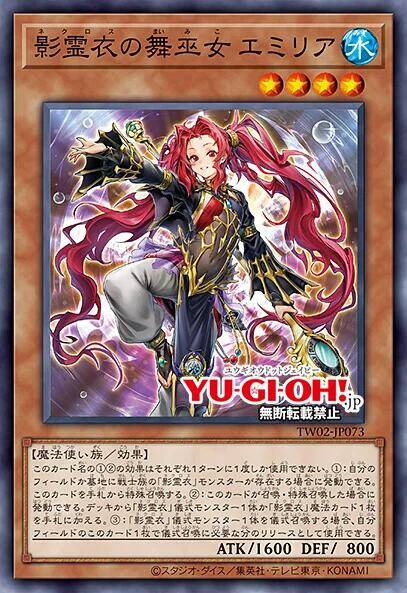 ネクロス まいみこ
影霊衣の舞巫女 エミリア
みず
水
ユウギオウドットジェイピー
YU-GI-OH!.jp
無断転載禁止
TW02-JP073
【魔法使い族／効果】
このカード名の①②の効果はそれぞれ1ターンに1度しか使用できない。①：自分の
フィールドか墓地に戦士族の「影霊衣」モンスターが存在する場合に発動できる。
このカードを手札から特殊召喚する。②：このカードが召喚・特殊召喚した場合に
発動できる。デッキから「影霊衣」儀式モンスター1体か「影霊衣」魔法カード1枚
を手札に加える。③：「影霊衣」儀式モンスター1体を儀式召喚する場合、自分
フィールドのこのカード1枚で儀式召喚に必要な分のリリースとして使用できる。
ATK/1600 DEF/ 800
©スタジオ・ダイス／集英社・テレビ東京・KONAMI